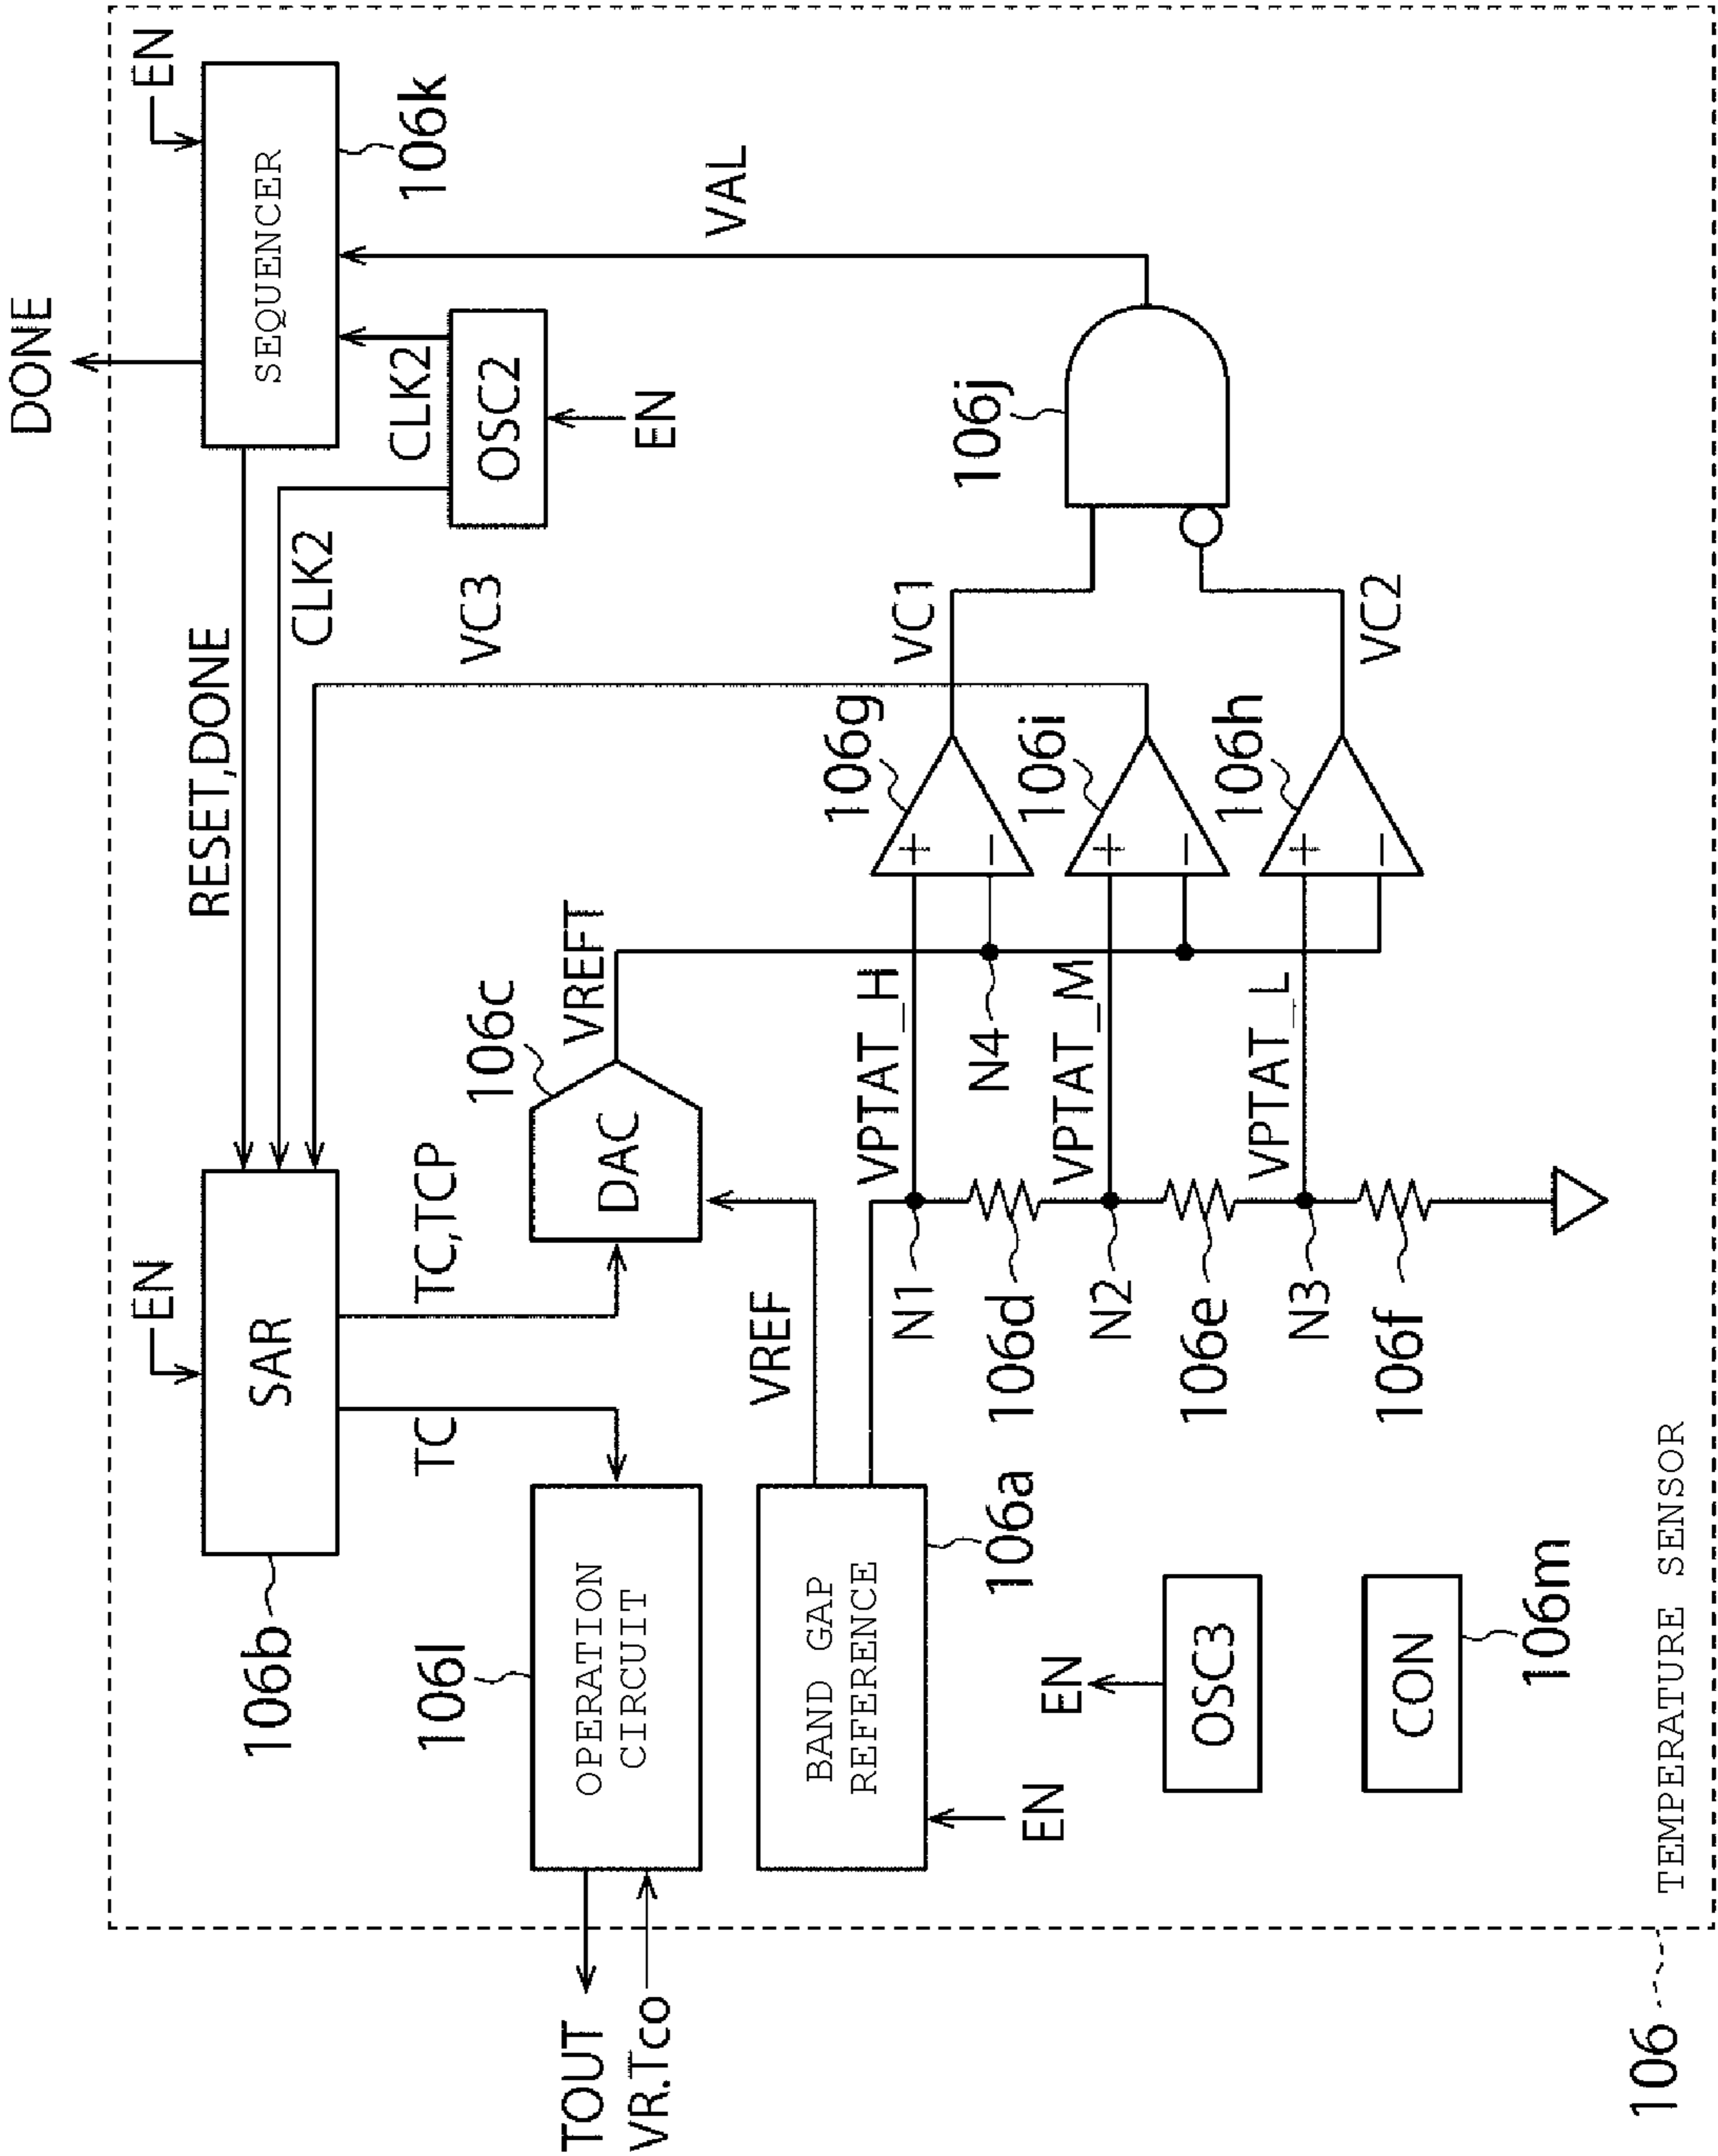 DONE
EN
SEQUENCER
106k
RESET,DONE
CLK2
CLK2
OSC2
EN
VAL
VC3
EN
SAR
106b
TC,TCP
TC
106c
DAC
VREFT
106l
OPERATION
CIRCUIT
TOUT
VR.Tco
VREF
BAND GAP
REFERENCE
106a
EN
VPTAT_H
N1
106d
N4
VPTAT_M
N2
106e
VPTAT_L
N3
106f
106g
+
−
106i
+
−
106h
+
−
VC1
VC2
106j
EN
OSC3
CON
106m
TEMPERATURE SENSOR
106